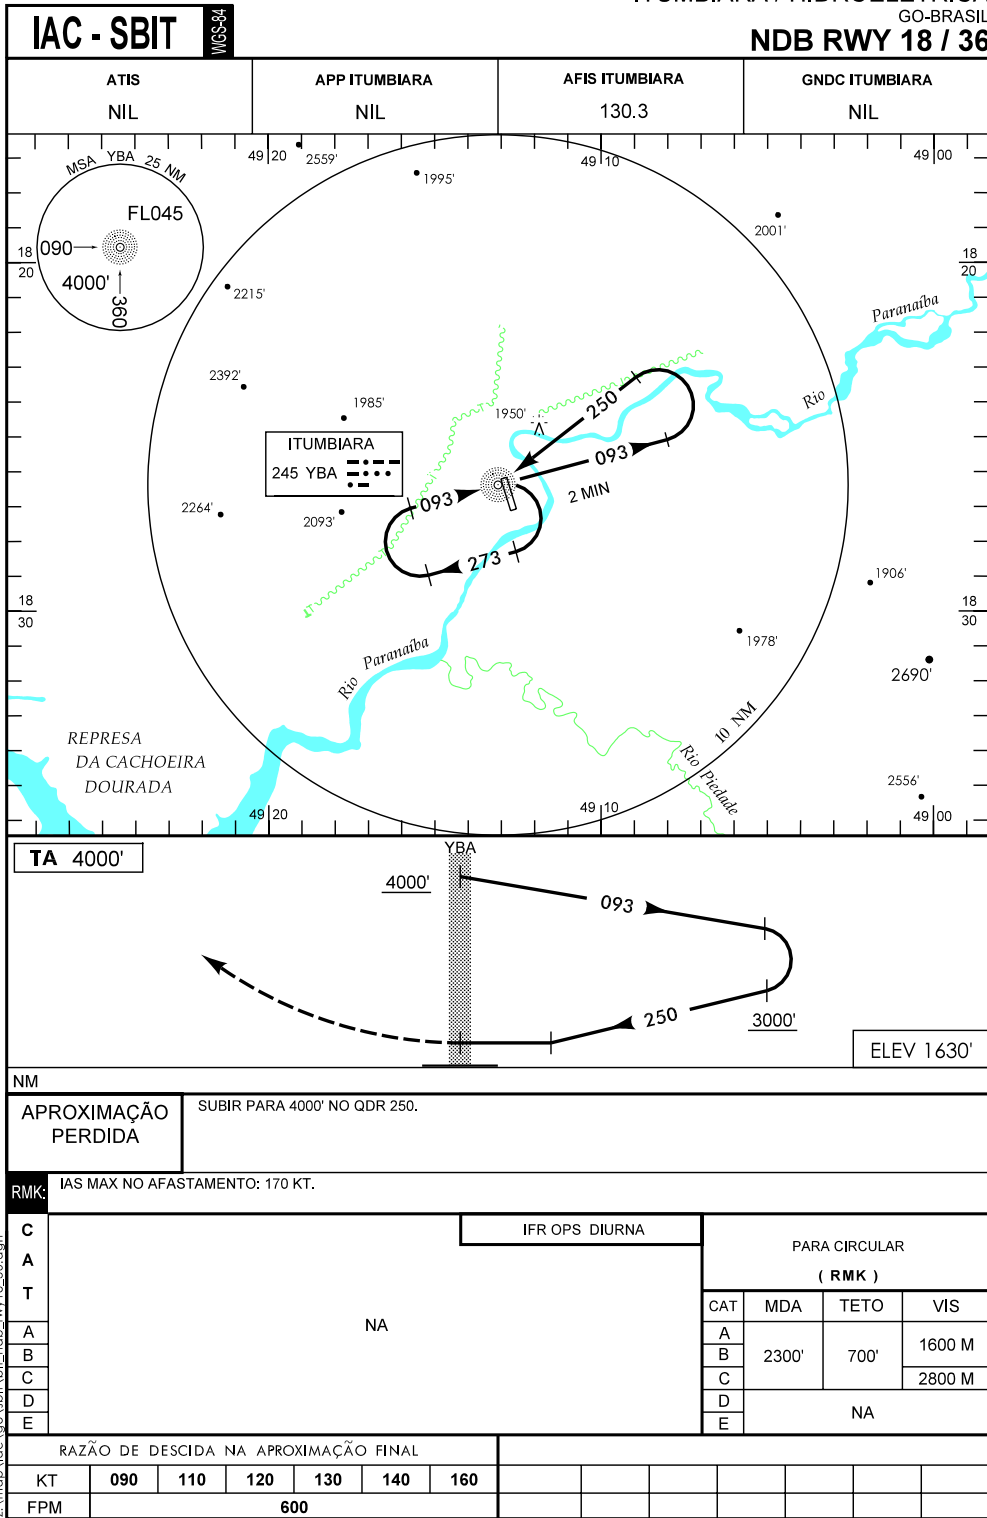 GO-BRASIL
IAC - SBIT
WGS-84
NDB RWY 18 / 36
ATIS
NIL
APP ITUMBIARA
NIL
AFIS ITUMBIARA
130.3
GNDC ITUMBIARA
NIL
MSA YBA 25 NM
FL045
090
4000'
360
49 20
49 10
49 00
2559'
1995'
2001'
18
20
18
20
2215'
Paranaíba
2392'
1985'
1950'
250
Rio
ITUMBIARA
245 YBA
093
2 MIN
093
2264'
2093'
273
1906'
18
30
18
30
1978'
2690'
Rio Paranaíba
10 NM
REPRESA
DA CACHOEIRA
DOURADA
Rio Piedade
2556'
49 20
49 10
49 00
TA 4000'
YBA
4000'
093
250
3000'
ELEV 1630'
NM
APROXIMAÇÃO
PERDIDA
SUBIR PARA 4000' NO QDR 250.
RMK:
IAS MAX NO AFASTAMENTO: 170 KT.
C
A
T
IFR OPS DIURNA
NA
PARA CIRCULAR
( RMK )
CAT MDA TETO VIS
A
B
C
D
E
A
B
C
D
E
2300'
700'
1600 M
2800 M
NA
RAZÃO DE DESCIDA NA APROXIMAÇÃO FINAL
KT 090 110 120 130 140 160
FPM 600